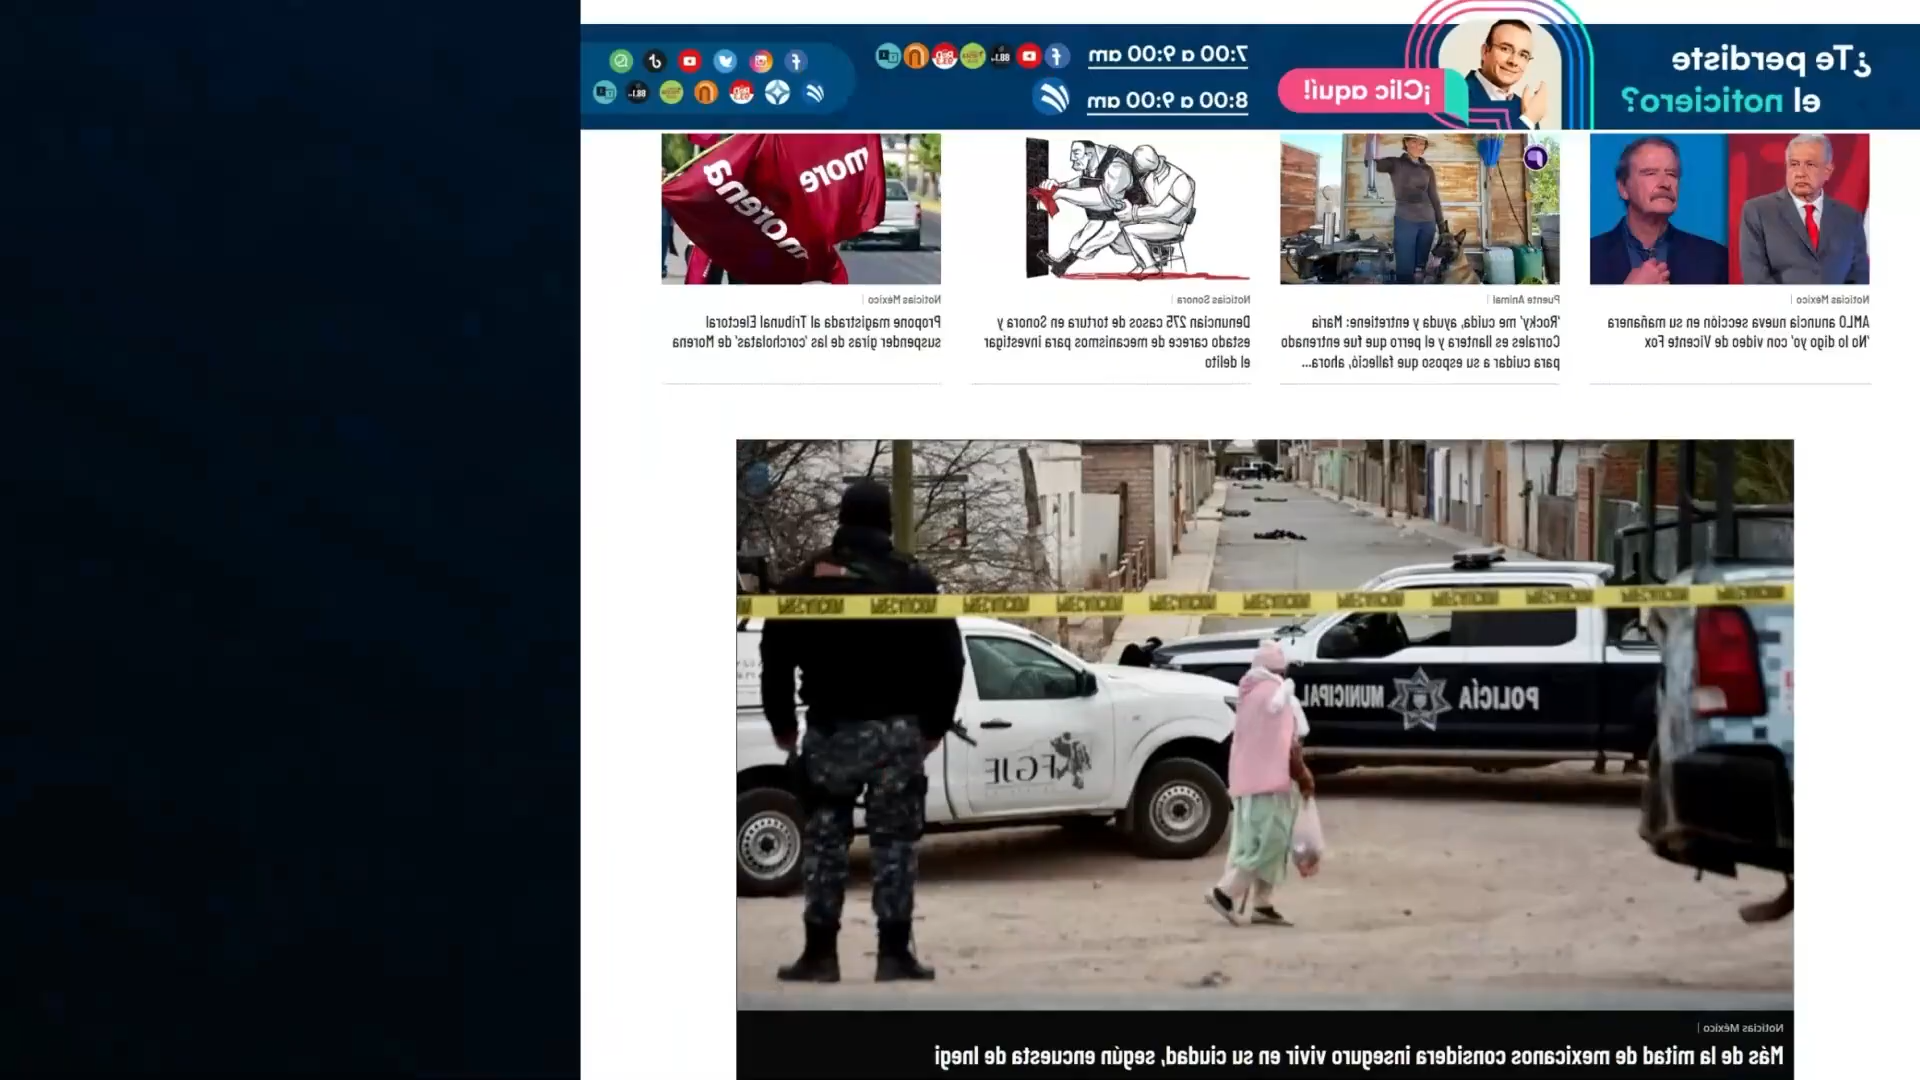 ¿Te perdiste
el noticiero?
¡Clic aquí!
7:00 a 9:00 am
8:00 a 9:00 am
Noticias México |
AMLO anuncia nueva sección en su mañanera
'No lo digo yo' con video de Vicente Fox
Puente Animal |
'Rocky' me cuida, ayuda y entretiene: María
Corrales es llantera y el perro que fue entrenado
para cuidar a su esposo que falleció, ahora...
Noticias Sonora |
Denuncian 275 casos de tortura en Sonora y
estado carece de mecanismos para investigar
el delito
more
morena
Noticias México |
Propone magistrada al Tribunal Electoral
suspender giras de las 'corcholatas' de Morena
POLICÍA MUNICIPAL
FGJE
Noticias México |
Más de la mitad de mexicanos considera inseguro vivir en su ciudad, según encuesta de Inegi